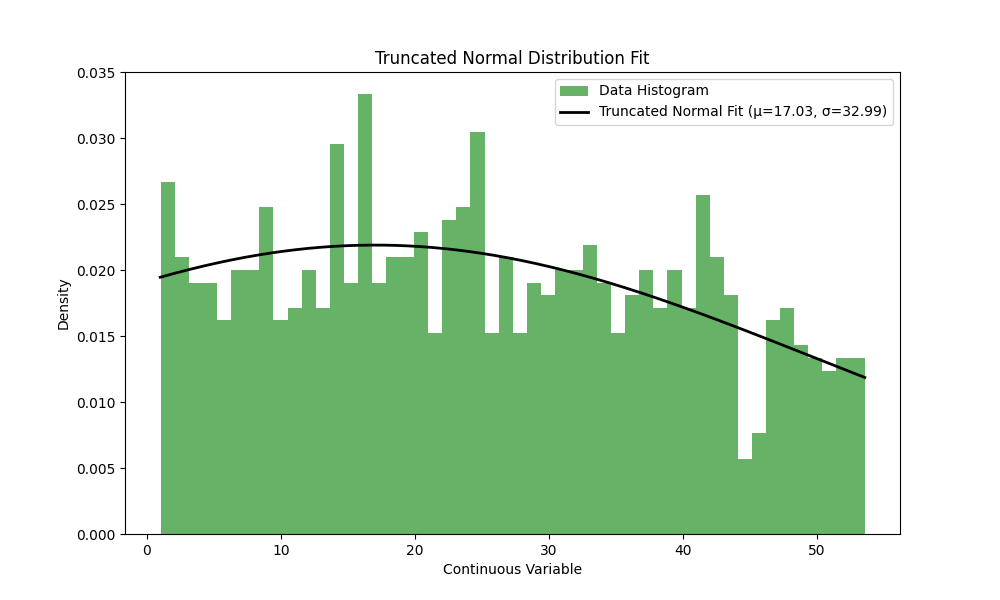 Truncated Normal Distribution Fit
Data Histogram
Truncated Normal Fit (μ=17.03, σ=32.99)
Density
0.035
0.030
0.025
0.020
0.015
0.010
0.005
0.000
0 10 20 30 40 50
Continuous Variable